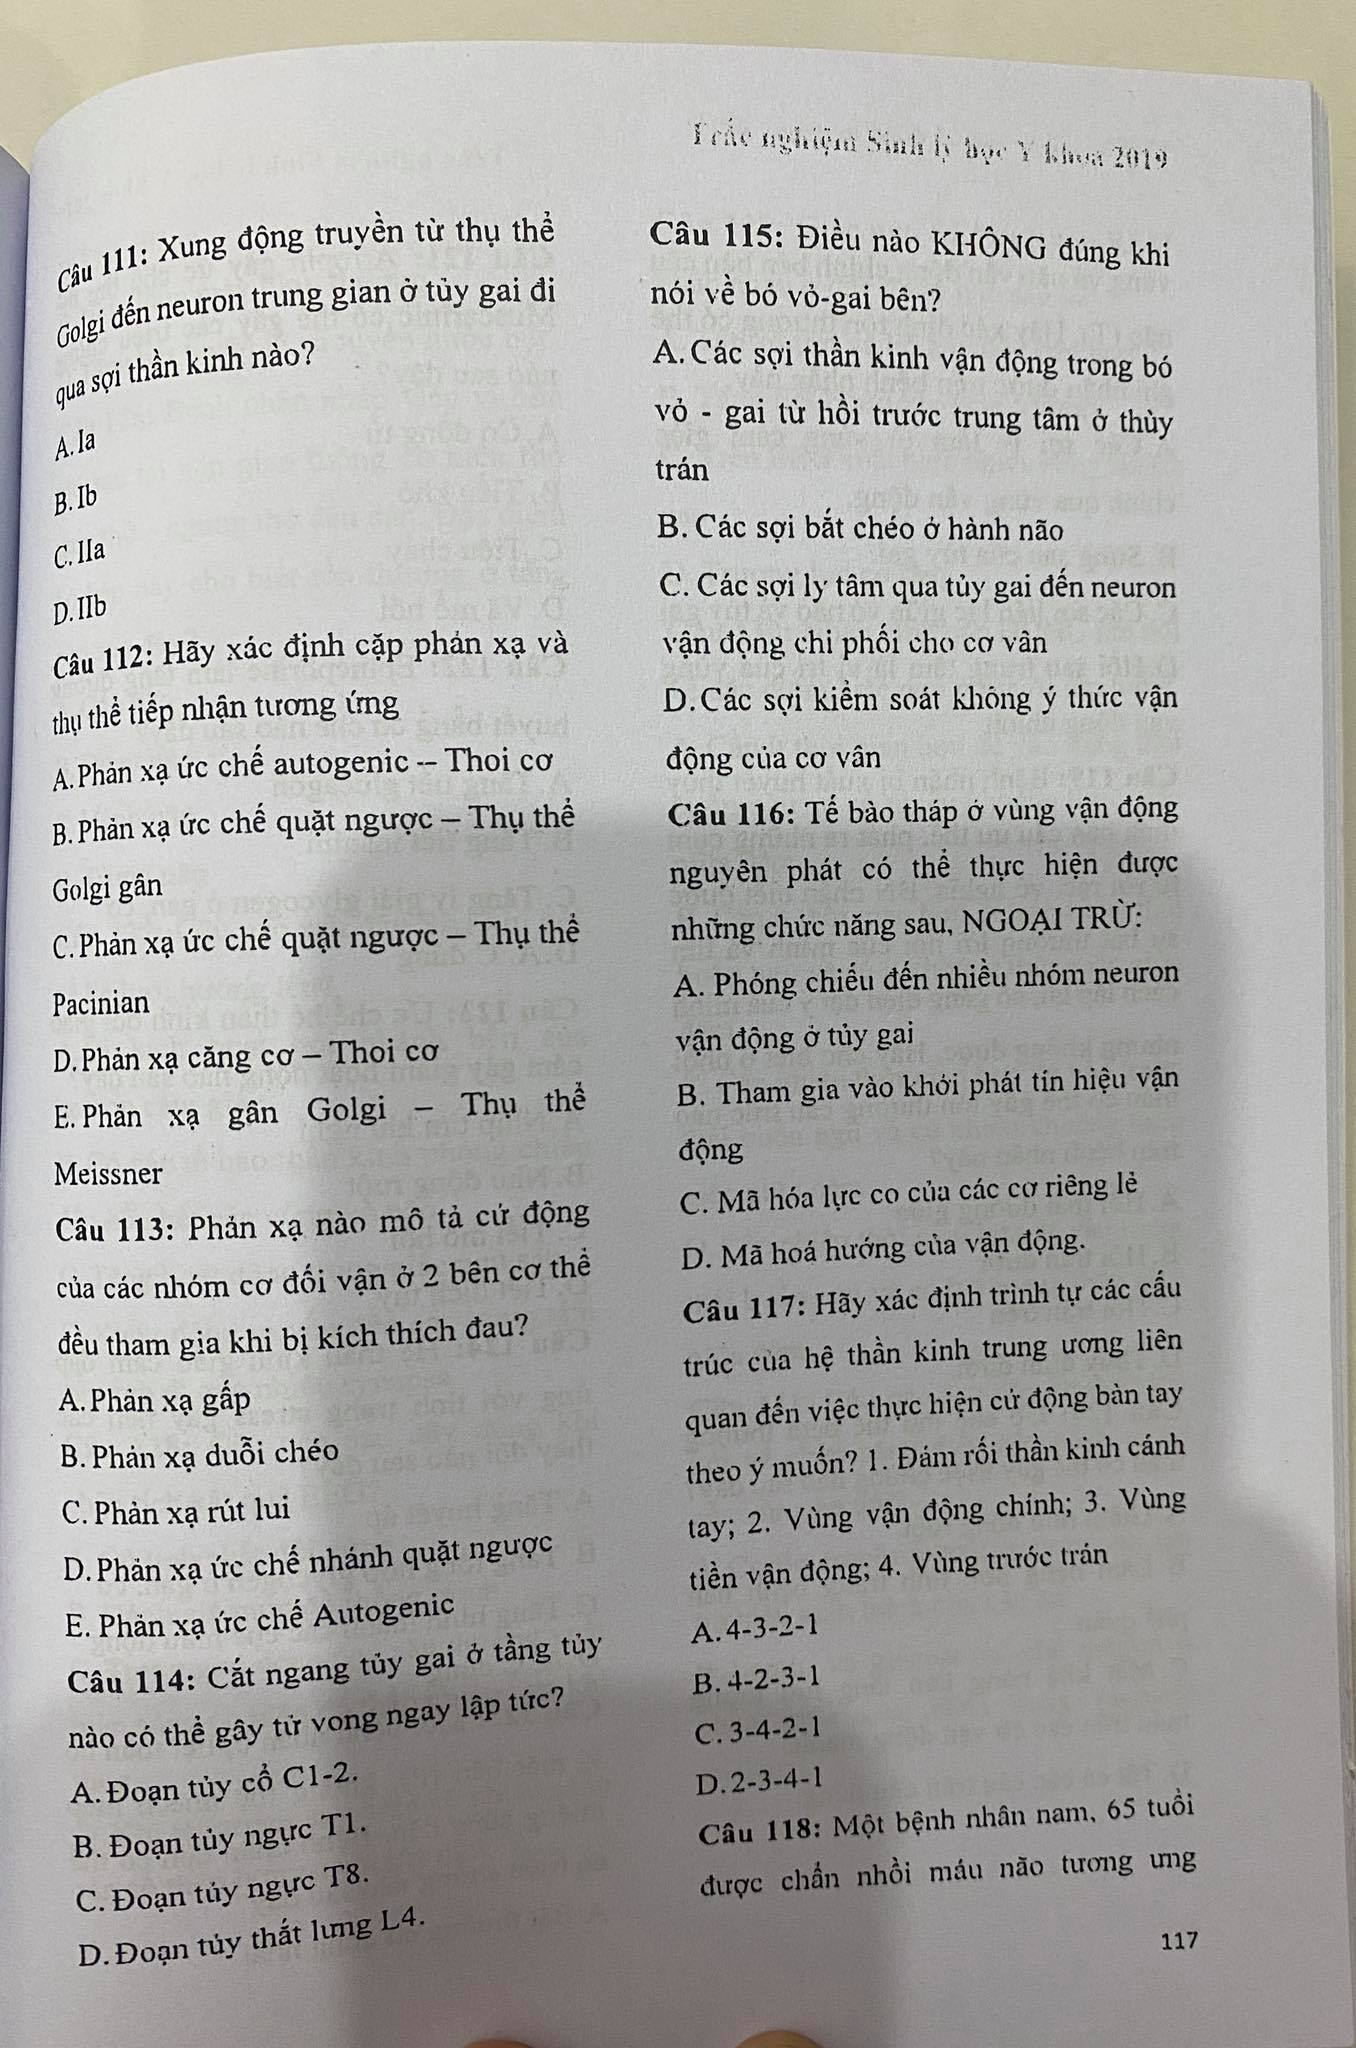 Trắc nghiệm Sinh lý học Y khoa 2019
Câu 111: Xung động truyền từ thụ thể
Golgi đến neuron trung gian ở tủy gai đi
qua sợi thần kinh nào?
A. Ia
B. Ib
C. IIa
D. IIb
Câu 112: Hãy xác định cặp phản xạ và
thụ thể tiếp nhận tương ứng
A. Phản xạ ức chế autogenic -- Thoi cơ
B. Phản xạ ức chế quặt ngược – Thụ thể
Golgi gân
C. Phản xạ ức chế quặt ngược – Thụ thể
Pacinian
D. Phản xạ căng cơ – Thoi cơ
E. Phản xạ gân Golgi – Thụ thể
Meissner
Câu 113: Phản xạ nào mô tả cử động
của các nhóm cơ đối vận ở 2 bên cơ thể
đều tham gia khi bị kích thích đau?
A. Phản xạ gấp
B. Phản xạ duỗi chéo
C. Phản xạ rút lui
D. Phản xạ ức chế nhánh quặt ngược
E. Phản xạ ức chế Autogenic
Câu 114: Cắt ngang tủy gai ở tầng tủy
nào có thể gây tử vong ngay lập tức?
A. Đoạn tủy cổ C1-2.
B. Đoạn tủy ngực T1.
C. Đoạn tủy ngực T8.
D. Đoạn tủy thắt lưng L4.
Câu 115: Điều nào KHÔNG đúng khi
nói về bó vỏ-gai bên?
A. Các sợi thần kinh vận động trong bó
vỏ - gai từ hồi trước trung tâm ở thùy
trán
B. Các sợi bắt chéo ở hành não
C. Các sợi ly tâm qua tủy gai đến neuron
vận động chi phối cho cơ vân
D. Các sợi kiểm soát không ý thức vận
động của cơ vân
Câu 116: Tế bào tháp ở vùng vận động
nguyên phát có thể thực hiện được
những chức năng sau, NGOẠI TRỪ:
A. Phóng chiếu đến nhiều nhóm neuron
vận động ở tủy gai
B. Tham gia vào khởi phát tín hiệu vận
động
C. Mã hóa lực co của các cơ riêng lẻ
D. Mã hoá hướng của vận động.
Câu 117: Hãy xác định trình tự các cấu
trúc của hệ thần kinh trung ương liên
quan đến việc thực hiện cử động bàn tay
theo ý muốn? 1. Đám rối thần kinh cánh
tay; 2. Vùng vận động chính; 3. Vùng
tiền vận động; 4. Vùng trước trán
A. 4-3-2-1
B. 4-2-3-1
C. 3-4-2-1
D. 2-3-4-1
Câu 118: Một bệnh nhân nam, 65 tuổi
được chẩn nhồi máu não tương ưng
117